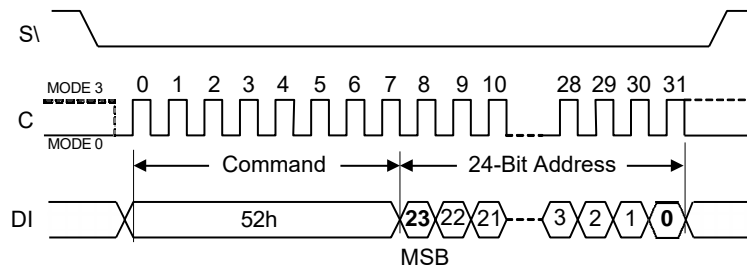 S\
0 1 2 3 4 5 6 7 8 9 10 28 29 30 31
MODE 3
C
MODE 0
Command 24-Bit Address
DI 52h 23 22 21 3 2 1 0
MSB